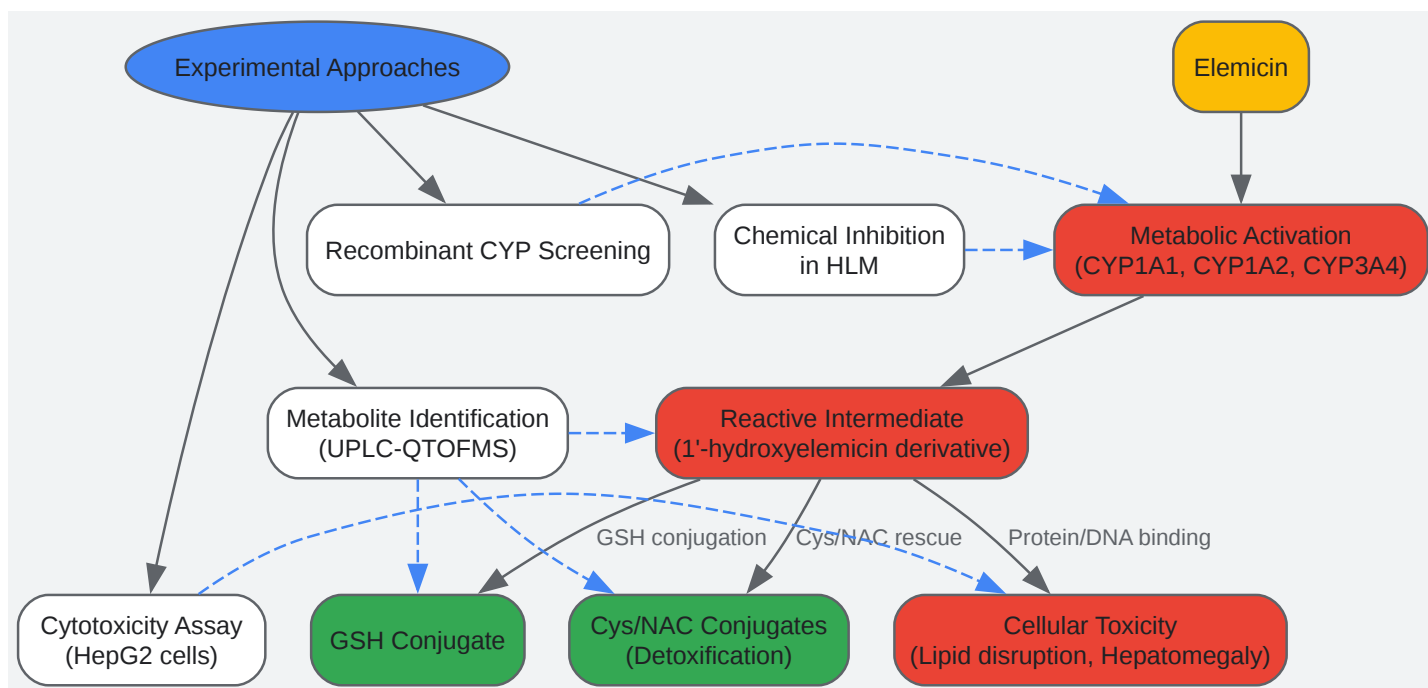 Experimental Approaches
Elemicin
Recombinant CYP Screening
Chemical Inhibition
in HLM
Metabolic Activation
(CYP1A1, CYP1A2, CYP3A4)
Metabolite Identification
(UPLC-QTOFMS)
Reactive Intermediate
(1'-hydroxyelemicin derivative)
GSH conjugation
Cys/NAC rescue
Protein/DNA binding
Cytotoxicity Assay
(HepG2 cells)
GSH Conjugate
Cys/NAC Conjugates
(Detoxification)
Cellular Toxicity
(Lipid disruption, Hepatomegaly)